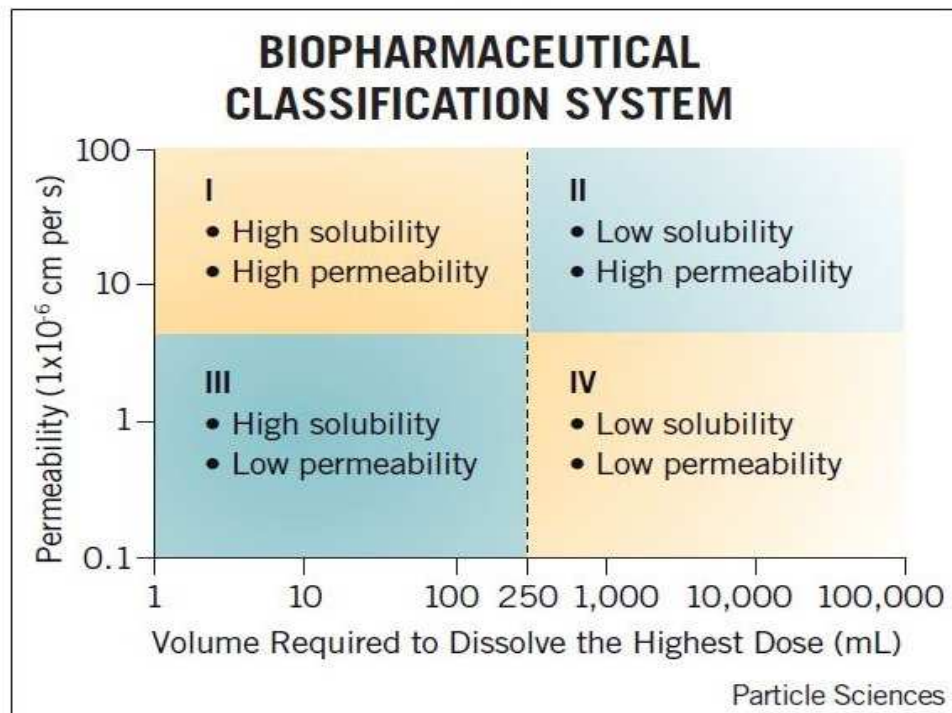 BIOPHARMACEUTICAL
CLASSIFICATION SYSTEM
Permeability (1x10⁻⁶ cm per s)
100
10
1
0.1
I
• High solubility
• High permeability
II
• Low solubility
• High permeability
III
• High solubility
• Low permeability
IV
• Low solubility
• Low permeability
1 10 100 250 1,000 10,000 100,000
Volume Required to Dissolve the Highest Dose (mL)
Particle Sciences